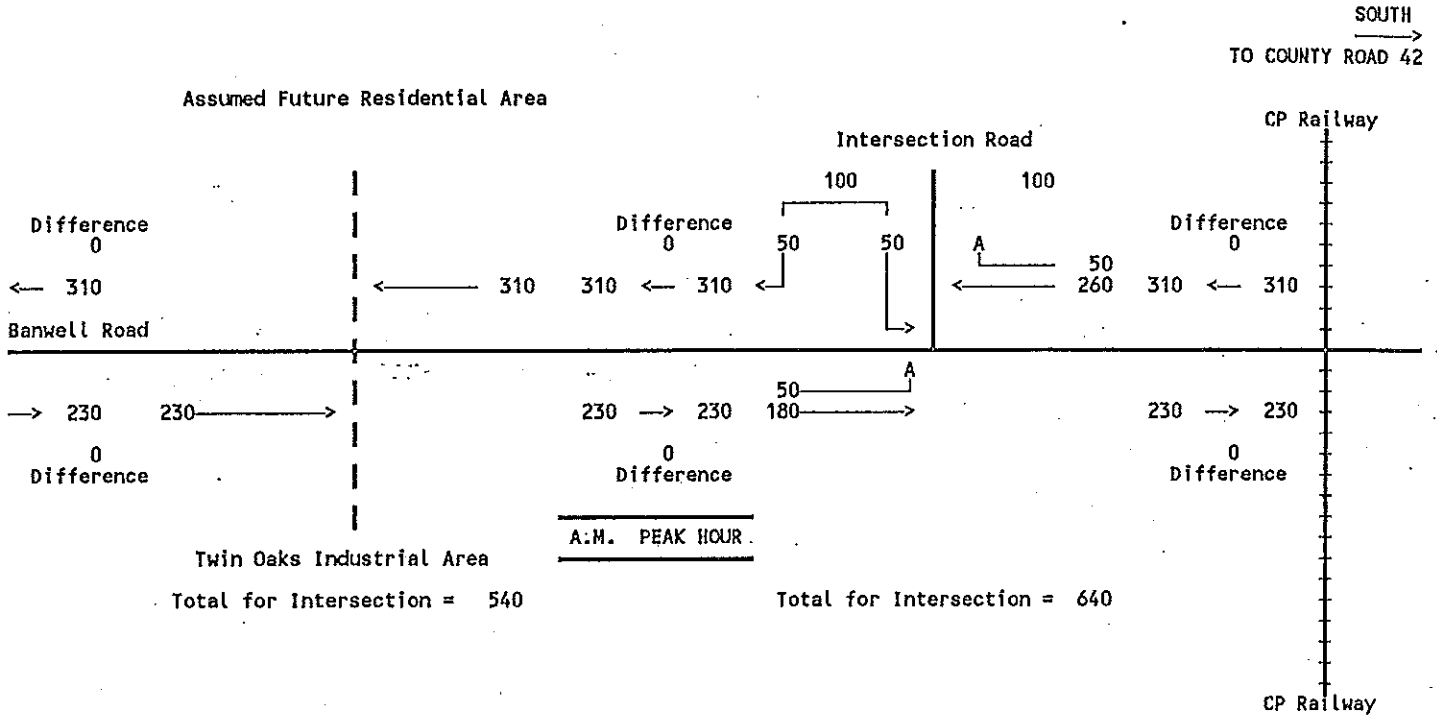 SOUTH
TO COUNTY ROAD 42
Assumed Future Residential Area
CP Railway
Intersection Road
100 100
Difference Difference Difference
0 0 50 50 A 0
50
310 310 310 310 260 310 310
Banwell Road
A
50
230 230 230 230 180 230 230
0 0 0
Difference Difference Difference
A.M. PEAK HOUR
Twin Oaks Industrial Area
Total for Intersection = 540 Total for Intersection = 640
CP Railway